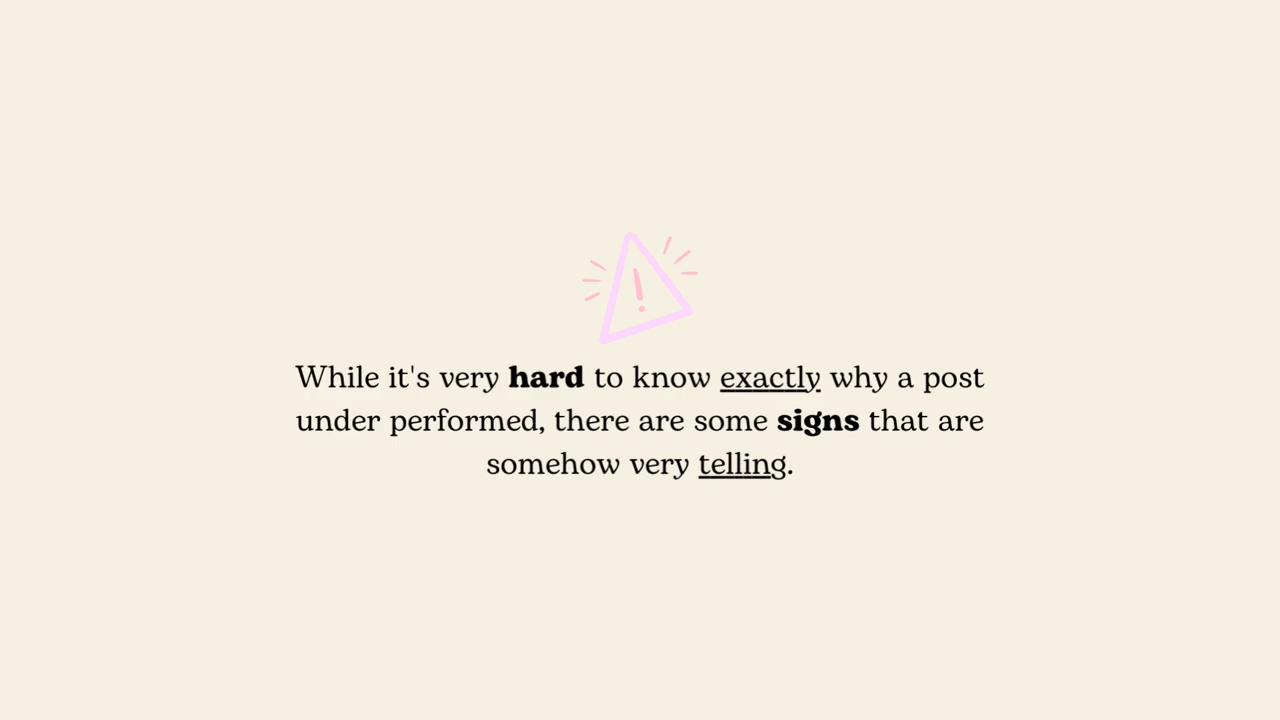 While it's very hard to know exactly why a post
under performed, there are some signs that are
somehow very telling.